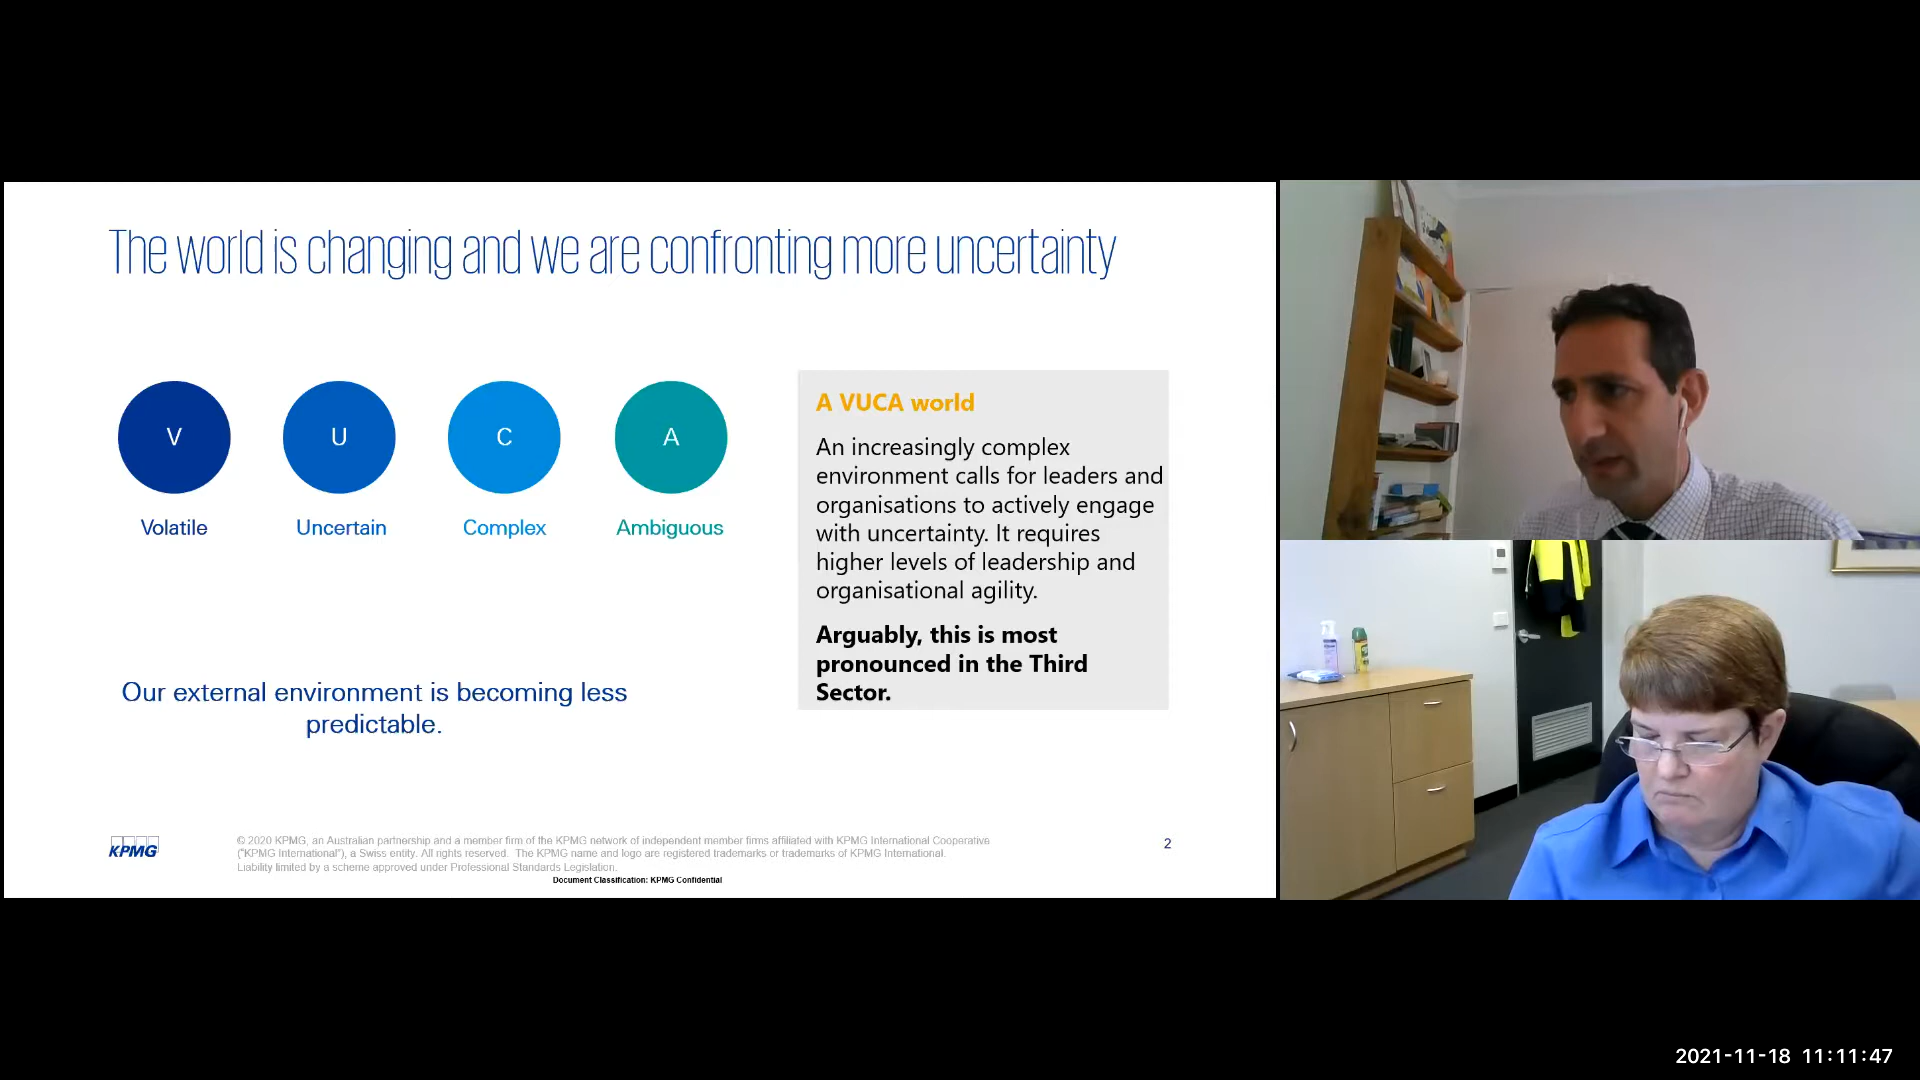 The world is changing and we are confronting more uncertainty
V
U
C
A
Volatile
Uncertain
Complex
Ambiguous
A VUCA world
An increasingly complex
environment calls for leaders and
organisations to actively engage
with uncertainty. It requires
higher levels of leadership and
organisational agility.
Arguably, this is most
pronounced in the Third
Sector.
Our external environment is becoming less
predictable.
KPMG
© 2020 KPMG, an Australian partnership and a member firm of the KPMG network of independent member firms affiliated with KPMG International Cooperative
("KPMG International"), a Swiss entity. All rights reserved. The KPMG name and logo are registered trademarks or trademarks of KPMG International.
Liability limited by a scheme approved under Professional Standards Legislation.
Document Classification: KPMG Confidential
2
2021-11-18 11:11:47